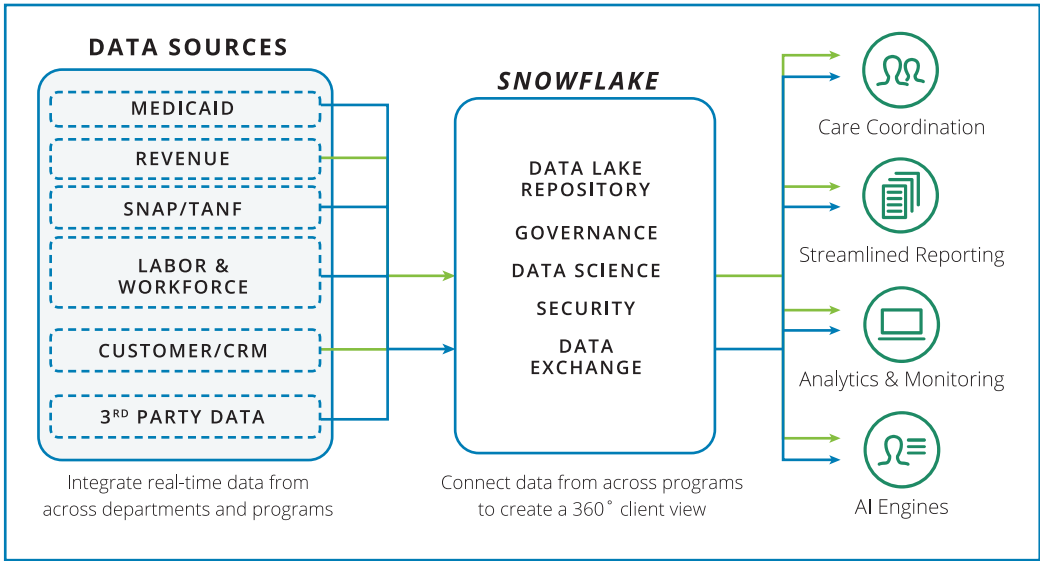 DATA SOURCES
MEDICAID
REVENUE
SNAP/TANF
LABOR &
WORKFORCE
CUSTOMER/CRM
3RD PARTY DATA
Integrate real-time data from
across departments and programs
SNOWFLAKE
DATA LAKE
REPOSITORY
GOVERNANCE
DATA SCIENCE
SECURITY
DATA
EXCHANGE
Connect data from across programs
to create a 360˚ client view
Care Coordination
Streamlined Reporting
Analytics & Monitoring
AI Engines